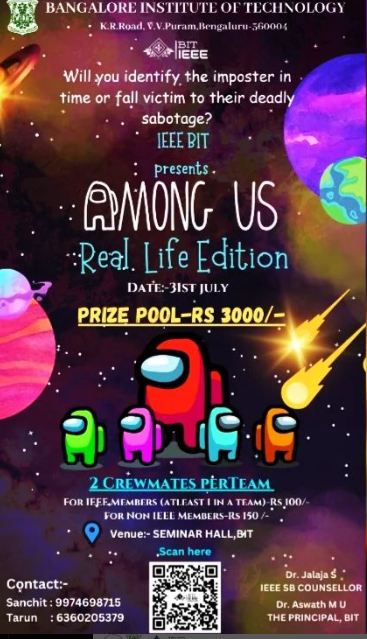 BANGALORE INSTITUTE OF TECHNOLOGY
K.R.Road, V.V.Puram,Bengaluru-560004
BIT
IEEE
Will you identify the imposter in
time or fall victim to their deadly
sabotage?
IEEE BIT
presents
AMONG US
Real Life Edition
DATE:-31ST JULY
PRIZE POOL-RS 3000/-
2 CREWMATES PERTEAM
FOR IEEE MEMBERS (ATLEAST 1 IN A TEAM)-RS 100/-
FOR NON IEEE MEMBERS-RS 150 /-
Venue:- SEMINAR HALL,BIT
Scan here
Contact:-
Sanchit : 9974698715
Tarun : 6360205379
Dr. Jalaja S
IEEE SB COUNSELLOR
Dr. Aswath M U
THE PRINCIPAL, BIT